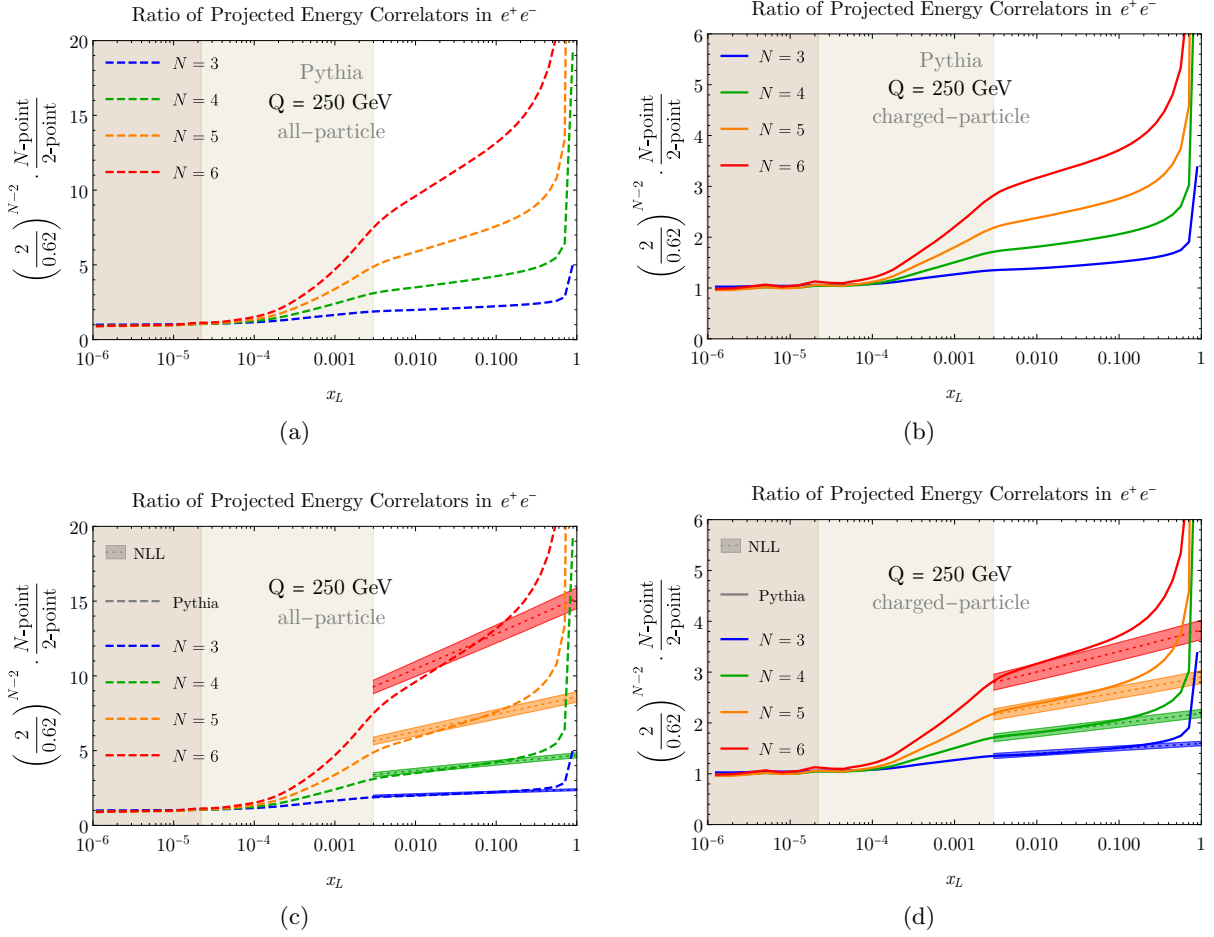 Ratio of Projected Energy Correlators in e⁺e⁻
(2/0.62)^{N−2} · N-point/2-point
20
15
10
5
0
N = 3
N = 4
N = 5
N = 6
Pythia
Q = 250 GeV
all−particle
10⁻⁶ 10⁻⁵ 10⁻⁴ 0.001 0.010 0.100 1
x_L
(a)
Ratio of Projected Energy Correlators in e⁺e⁻
(2/0.62)^{N−2} · N-point/2-point
6
5
4
3
2
1
0
N = 3
N = 4
N = 5
N = 6
Pythia
Q = 250 GeV
charged−particle
10⁻⁶ 10⁻⁵ 10⁻⁴ 0.001 0.010 0.100 1
x_L
(b)
Ratio of Projected Energy Correlators in e⁺e⁻
(2/0.62)^{N−2} · N-point/2-point
20
15
10
5
0
NLL
Pythia
N = 3
N = 4
N = 5
N = 6
Q = 250 GeV
all−particle
10⁻⁶ 10⁻⁵ 10⁻⁴ 0.001 0.010 0.100 1
x_L
(c)
Ratio of Projected Energy Correlators in e⁺e⁻
(2/0.62)^{N−2} · N-point/2-point
6
5
4
3
2
1
0
NLL
Pythia
N = 3
N = 4
N = 5
N = 6
Q = 250 GeV
charged−particle
10⁻⁶ 10⁻⁵ 10⁻⁴ 0.001 0.010 0.100 1
x_L
(d)